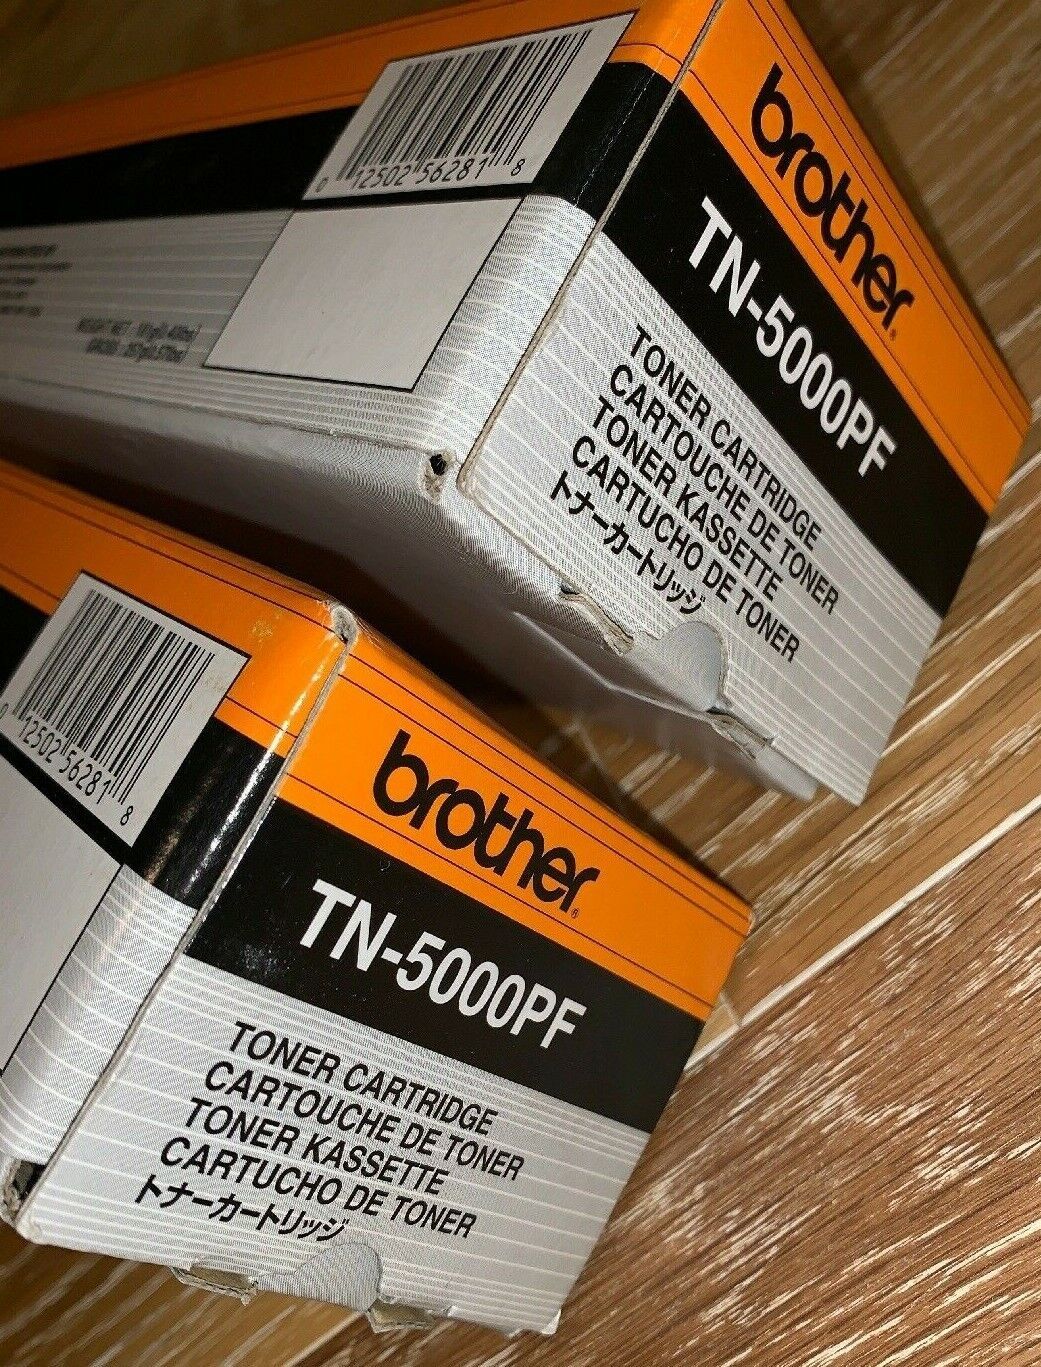 0 12502 56281 8
brother
TN-5000PF
TONER CARTRIDGE
CARTOUCHE DE TONER
TONER KASSETTE
CARTUCHO DE TONER
トナーカートリッジ
0 12502 56281 8
brother
TN-5000PF
TONER CARTRIDGE
CARTOUCHE DE TONER
TONER KASSETTE
CARTUCHO DE TONER
トナーカートリッジ